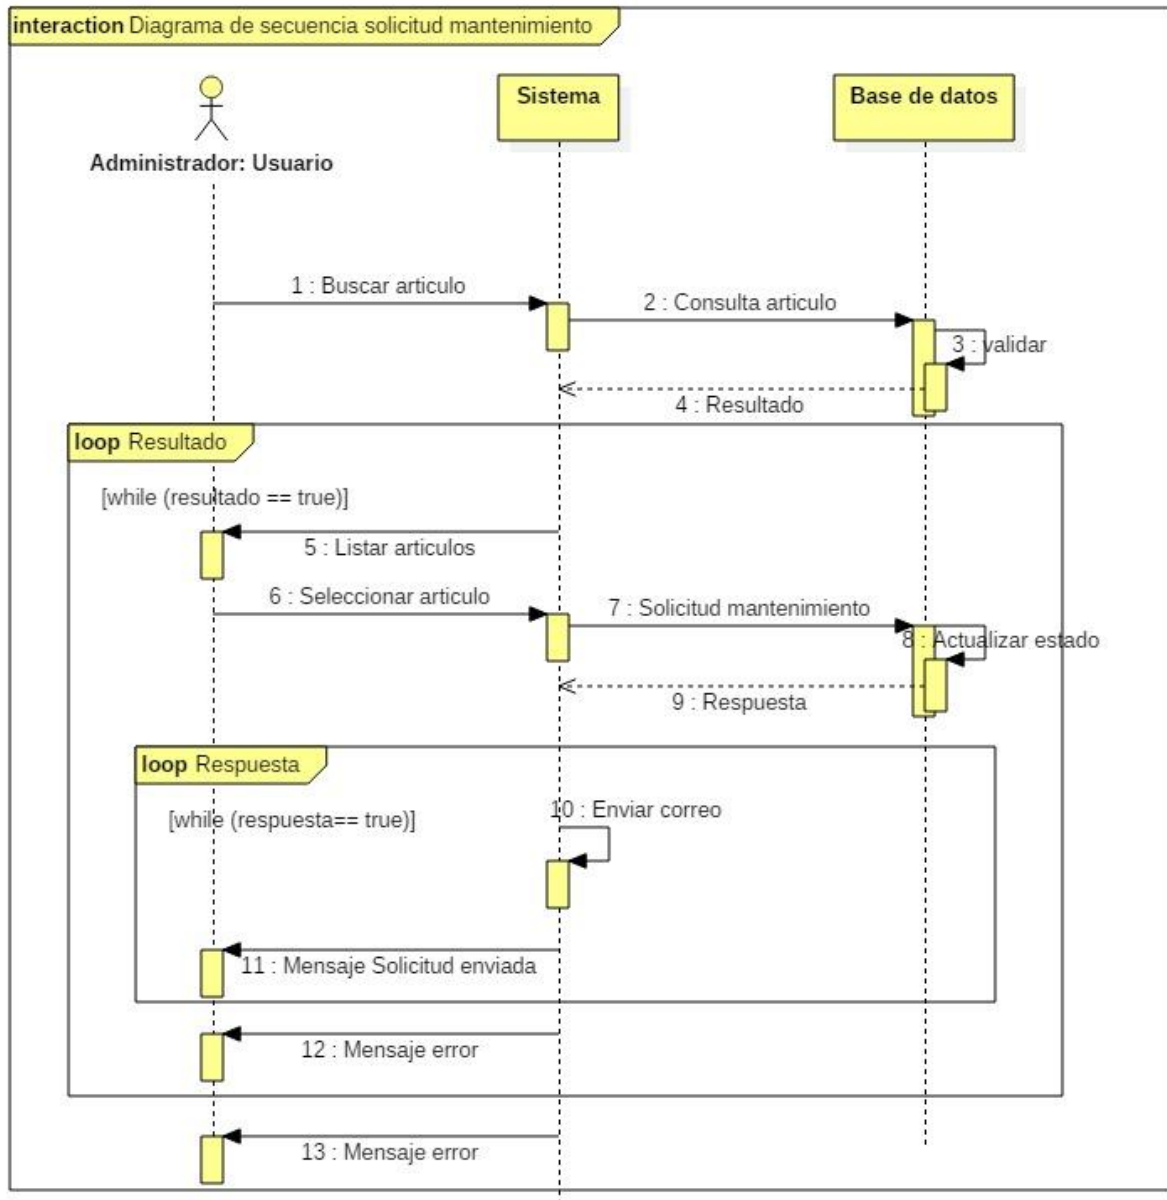 interaction Diagrama de secuencia solicitud mantenimiento
Administrador: Usuario
Sistema
Base de datos
1 : Buscar articulo
2 : Consulta articulo
3 : validar
4 : Resultado
loop Resultado
[while (resultado == true)]
5 : Listar articulos
6 : Seleccionar articulo
7 : Solicitud mantenimiento
8 : Actualizar estado
9 : Respuesta
loop Respuesta
[while (respuesta== true)]
10 : Enviar correo
11 : Mensaje Solicitud enviada
12 : Mensaje error
13 : Mensaje error